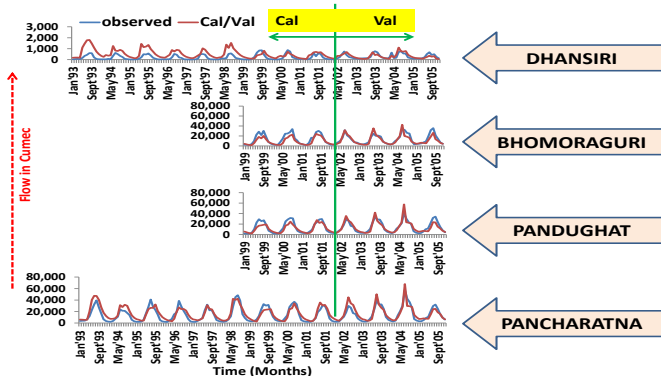 observed Cal/Val
Cal Val
3,000
2,000
1,000
0
Jan'93 Sept'93 May'94 Jan'95 Sept'95 May'96 Jan'97 Sept'97 May'98 Jan'99 Sept'99 May'00 Jan'01 Sept'01 May'02 Jan'03 Sept'03 May'04 Jan'05 Sept'05
DHANSIRI
80,000
60,000
40,000
20,000
0
Jan'99 Sept'99 May'00 Jan'01 Sept'01 May'02 Jan'03 Sept'03 May'04 Jan'05 Sept'05
BHOMORAGURI
Flow in Cumec
80,000
60,000
40,000
20,000
0
Jan'99 Sept'99 May'00 Jan'01 Sept'01 May'02 Jan'03 Sept'03 May'04 Jan'05 Sept'05
PANDUGHAT
80,000
60,000
40,000
20,000
0
Jan'93 Sept'93 May'94 Jan'95 Sept'95 May'96 Jan'97 Sept'97 May'98 Jan'99 Sept'99 May'00 Jan'01 Sept'01 May'02 Jan'03 Sept'03 May'04 Jan'05 Sept'05
PANCHARATNA
Time (Months)